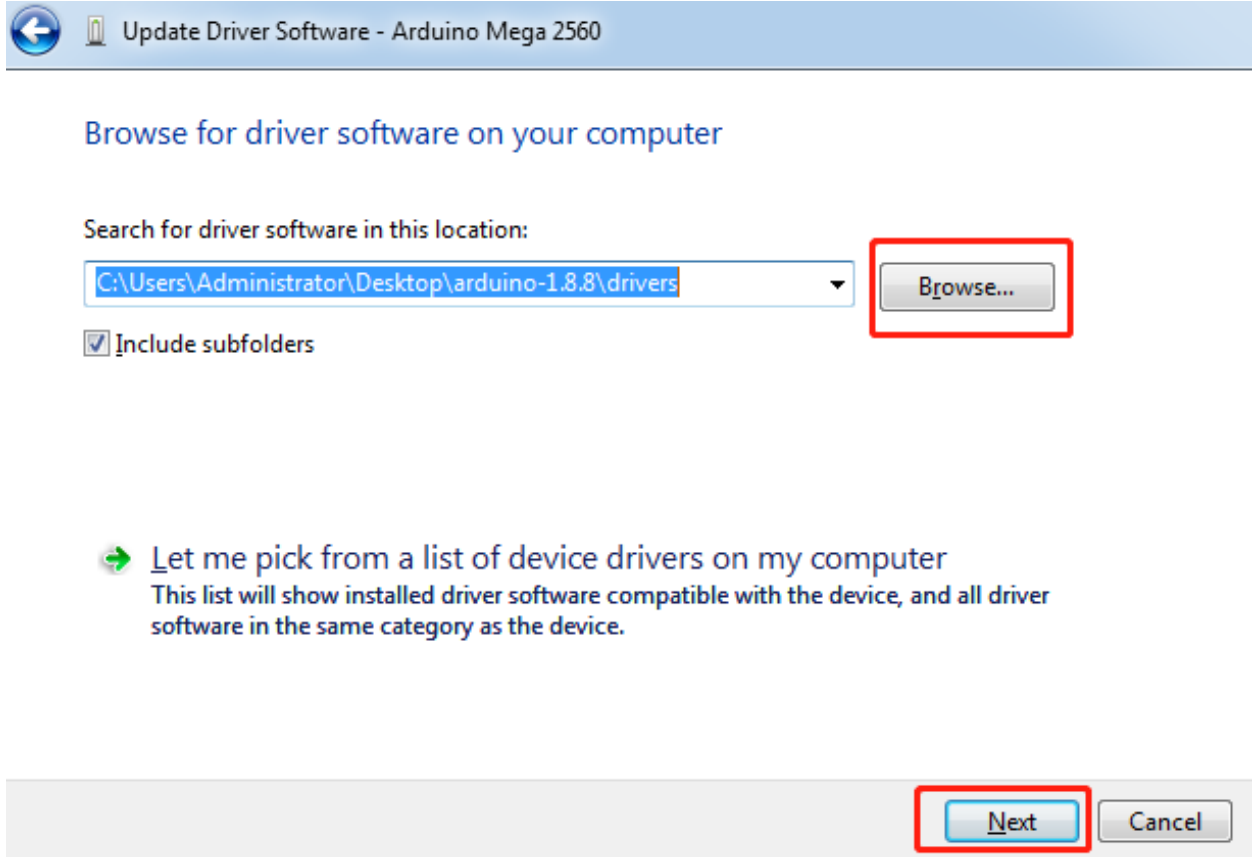 Update Driver Software - Arduino Mega 2560
Browse for driver software on your computer
Search for driver software in this location:
C:\Users\Administrator\Desktop\arduino-1.8.8\drivers
Browse...
Include subfolders
Let me pick from a list of device drivers on my computer
This list will show installed driver software compatible with the device, and all driver
software in the same category as the device.
Next
Cancel